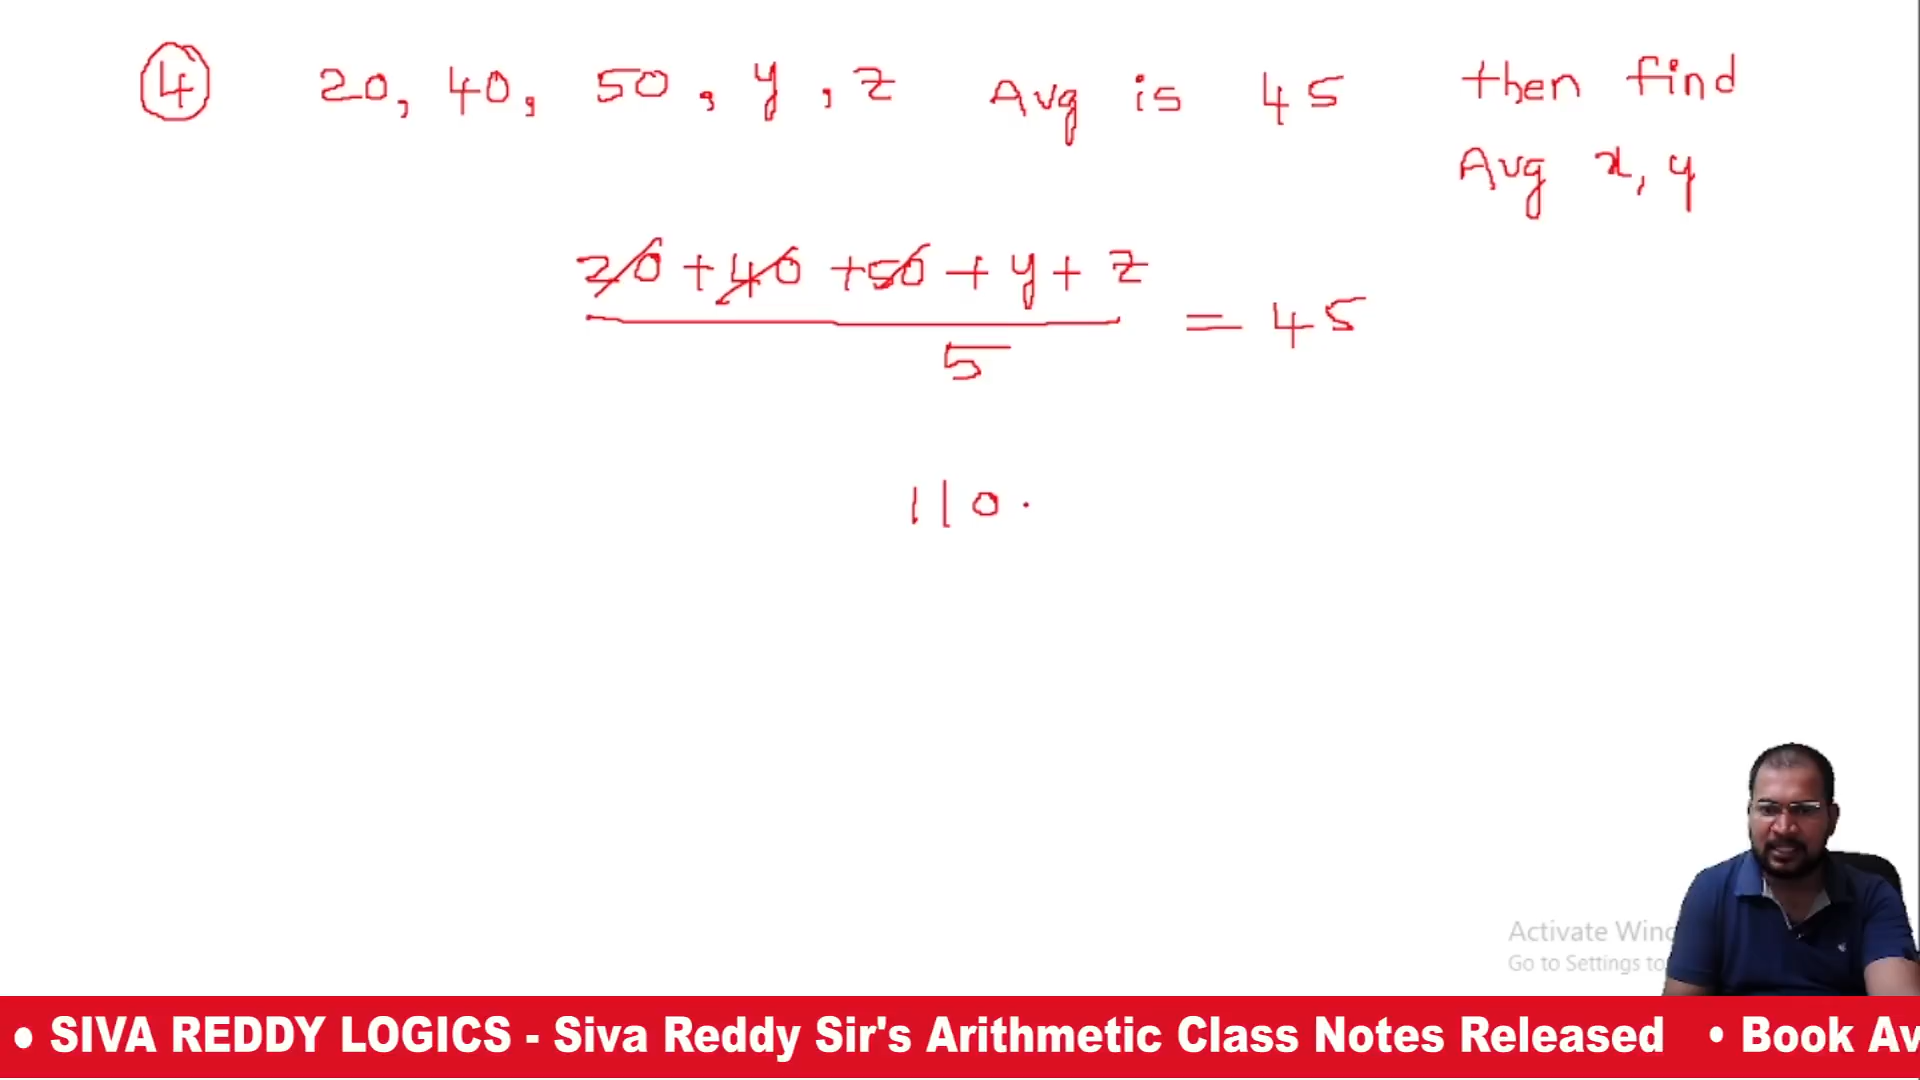 ④ 20, 40, 50, y, z Avg is 45 then find
Avg x, y
20 + 40 + 50 + y + z
= 45
5
110.
Activate Wind
Go to Settings to
• SIVA REDDY LOGICS - Siva Reddy Sir's Arithmetic Class Notes Released • Book Av